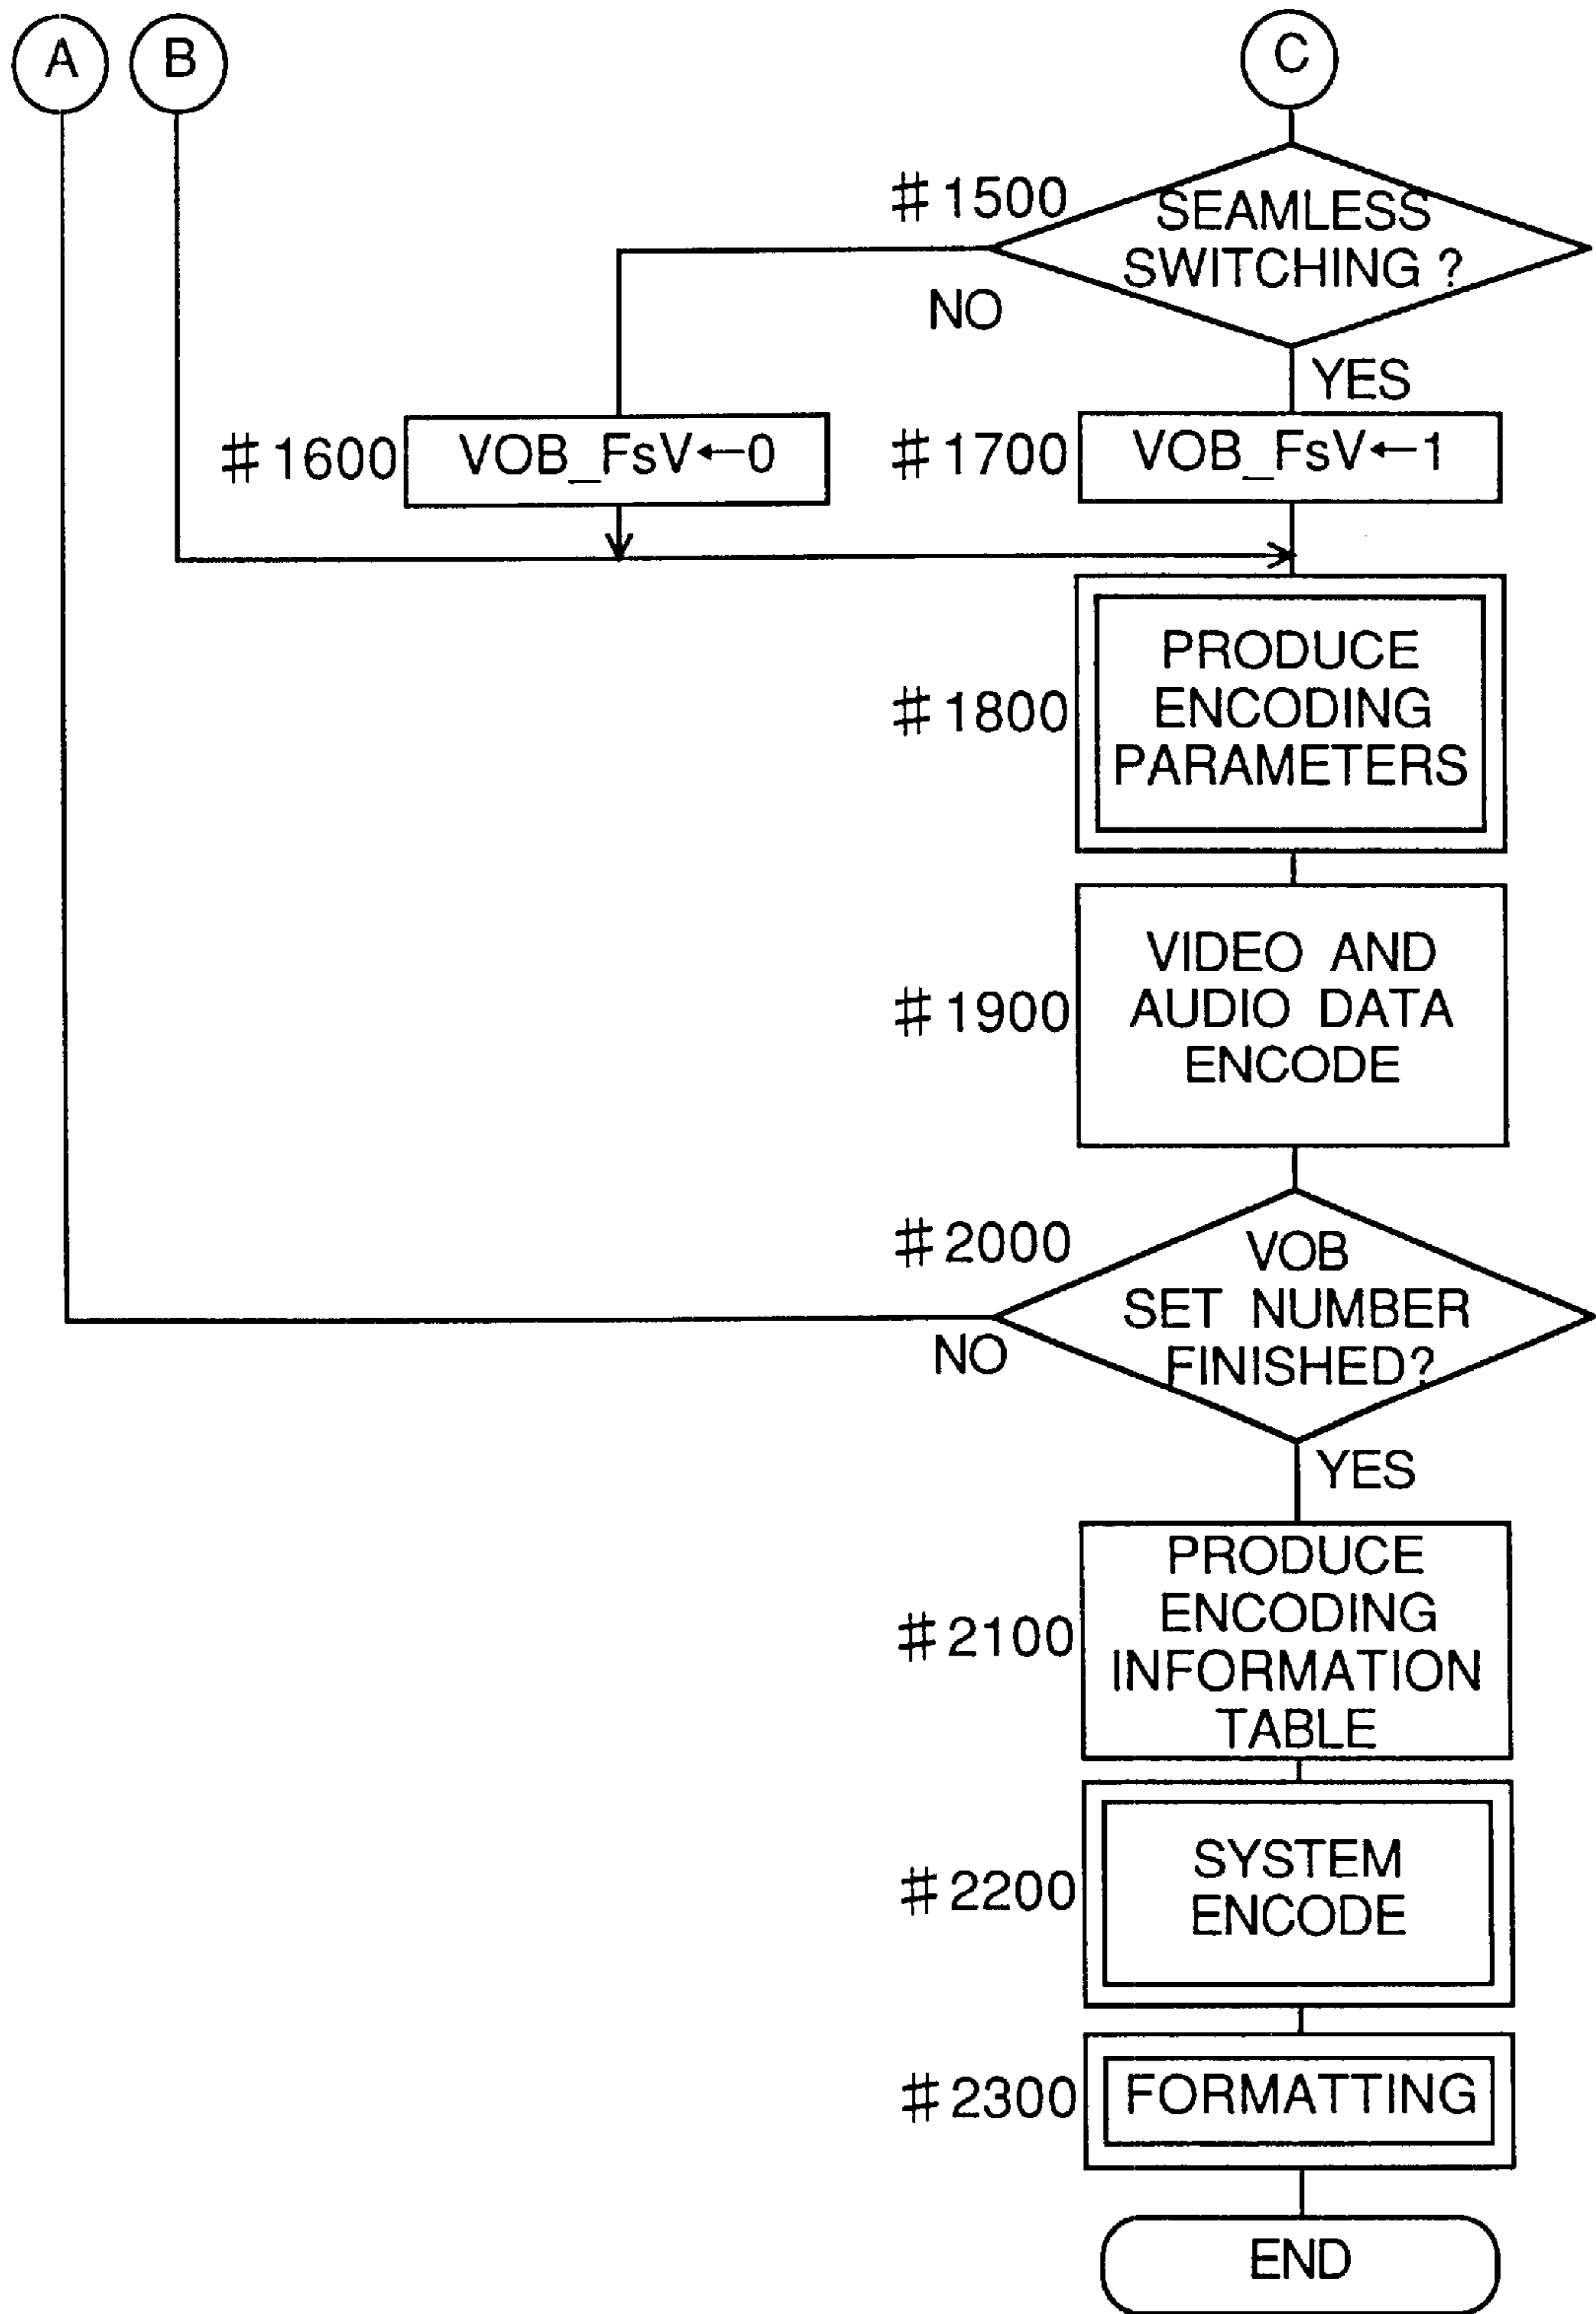 A
B
C
#1500
SEAMLESS
SWITCHING ?
NO
YES
#1600
VOB_FsV←0
#1700
VOB_FsV←1
#1800
PRODUCE
ENCODING
PARAMETERS
#1900
VIDEO AND
AUDIO DATA
ENCODE
#2000
VOB
SET NUMBER
FINISHED?
NO
YES
#2100
PRODUCE
ENCODING
INFORMATION
TABLE
#2200
SYSTEM
ENCODE
#2300
FORMATTING
END